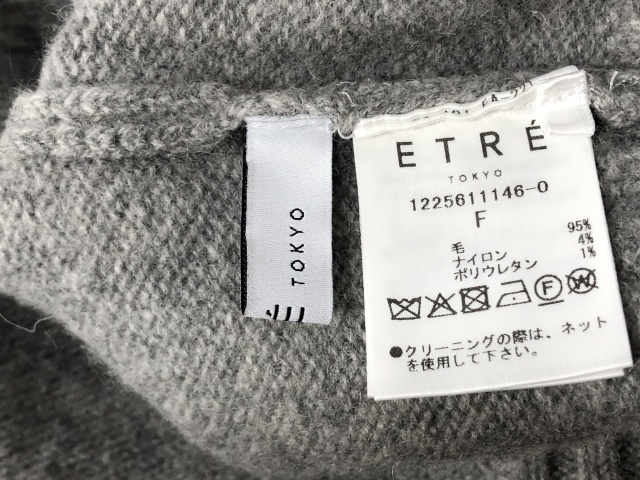 TOKYO
ETRÉ
TOKYO
1225611146-0
F
毛 95%
ナイロン 4%
ポリウレタン 1%
F W
●クリーニングの際は、ネット
を使用して下さい。